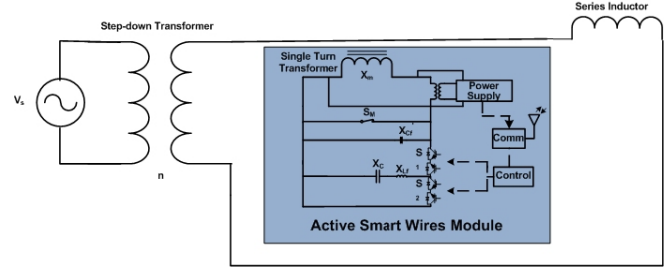 Series Inductor
Step-down Transformer
Single Turn
Transformer
Xm
Power
Supply
Vs
SM
XCf
Comm
S
1
XC
XLf
S
2
Control
n
Active Smart Wires Module